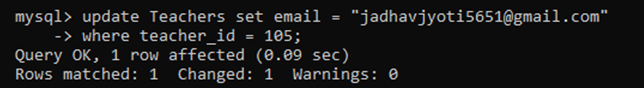 mysql> update Teachers set email = "jadhavjyoti5651@gmail.com"
-> where teacher_id = 105;
Query OK, 1 row affected (0.09 sec)
Rows matched: 1  Changed: 1  Warnings: 0